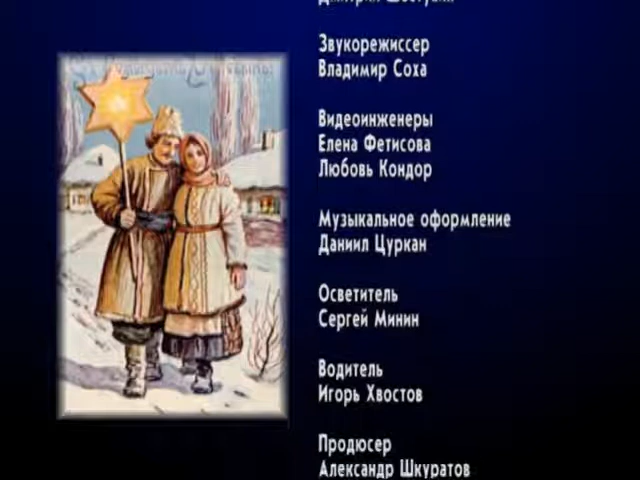 Звукорежиссер
Владимир Соха
Видеоинженеры
Елена Фетисова
Любовь Кондор
Музыкальное оформление
Даниил Цуркан
Осветитель
Сергей Минин
Водитель
Игорь Хвостов
Продюсер
Александр Шкуратов